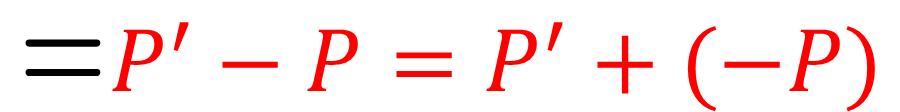 =P′ − P = P′ + (−P)